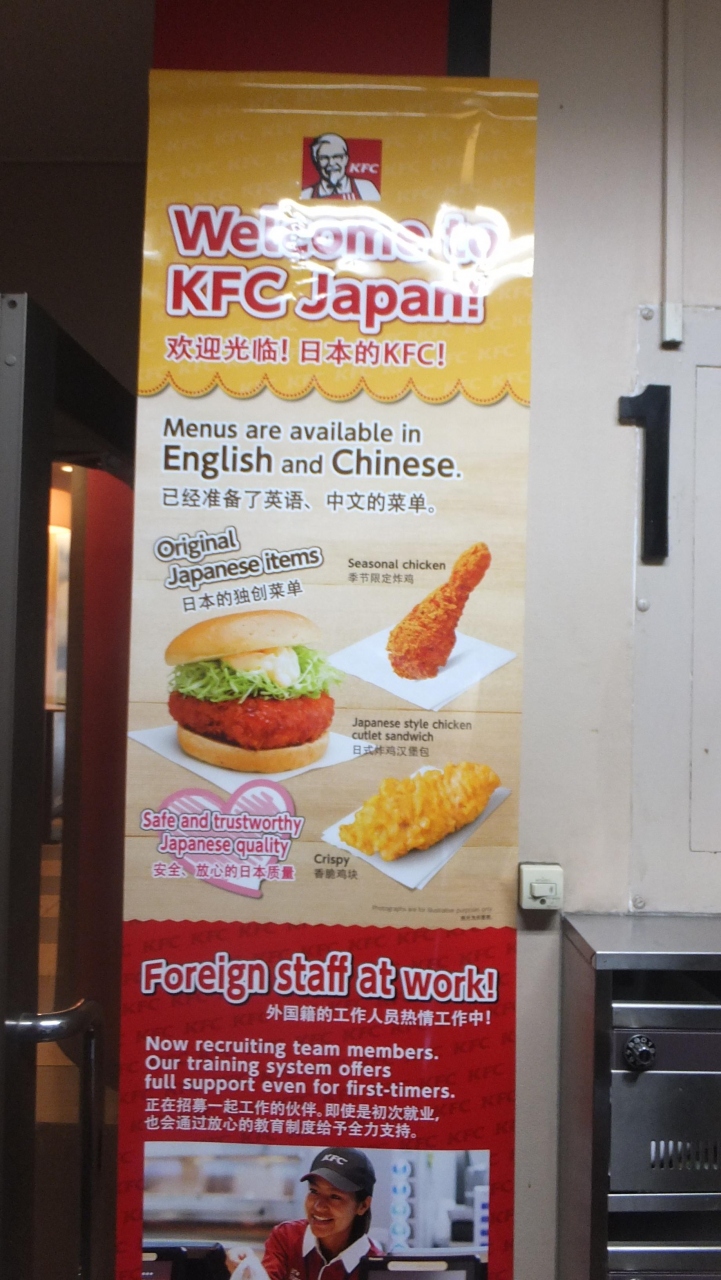 KFC
Welcome to
KFC Japan!
欢迎光临! 日本的KFC!
Menus are available in
English and Chinese.
已经准备了英语、中文的菜单。
Original
Japanese items
日本的独创菜单
Seasonal chicken
季节限定炸鸡
Japanese style chicken
cutlet sandwich
日式炸鸡汉堡包
Safe and trustworthy
Japanese quality
安全、放心的日本质量
Crispy
香脆鸡块
Photographs are for illustrative purposes only.
Foreign staff at work!
外国籍的工作人员热情工作中!
Now recruiting team members.
Our training system offers
full support even for first-timers.
正在招募一起工作的伙伴。即使是初次就业,
也会通过放心的教育制度给予全力支持。
KFC
1